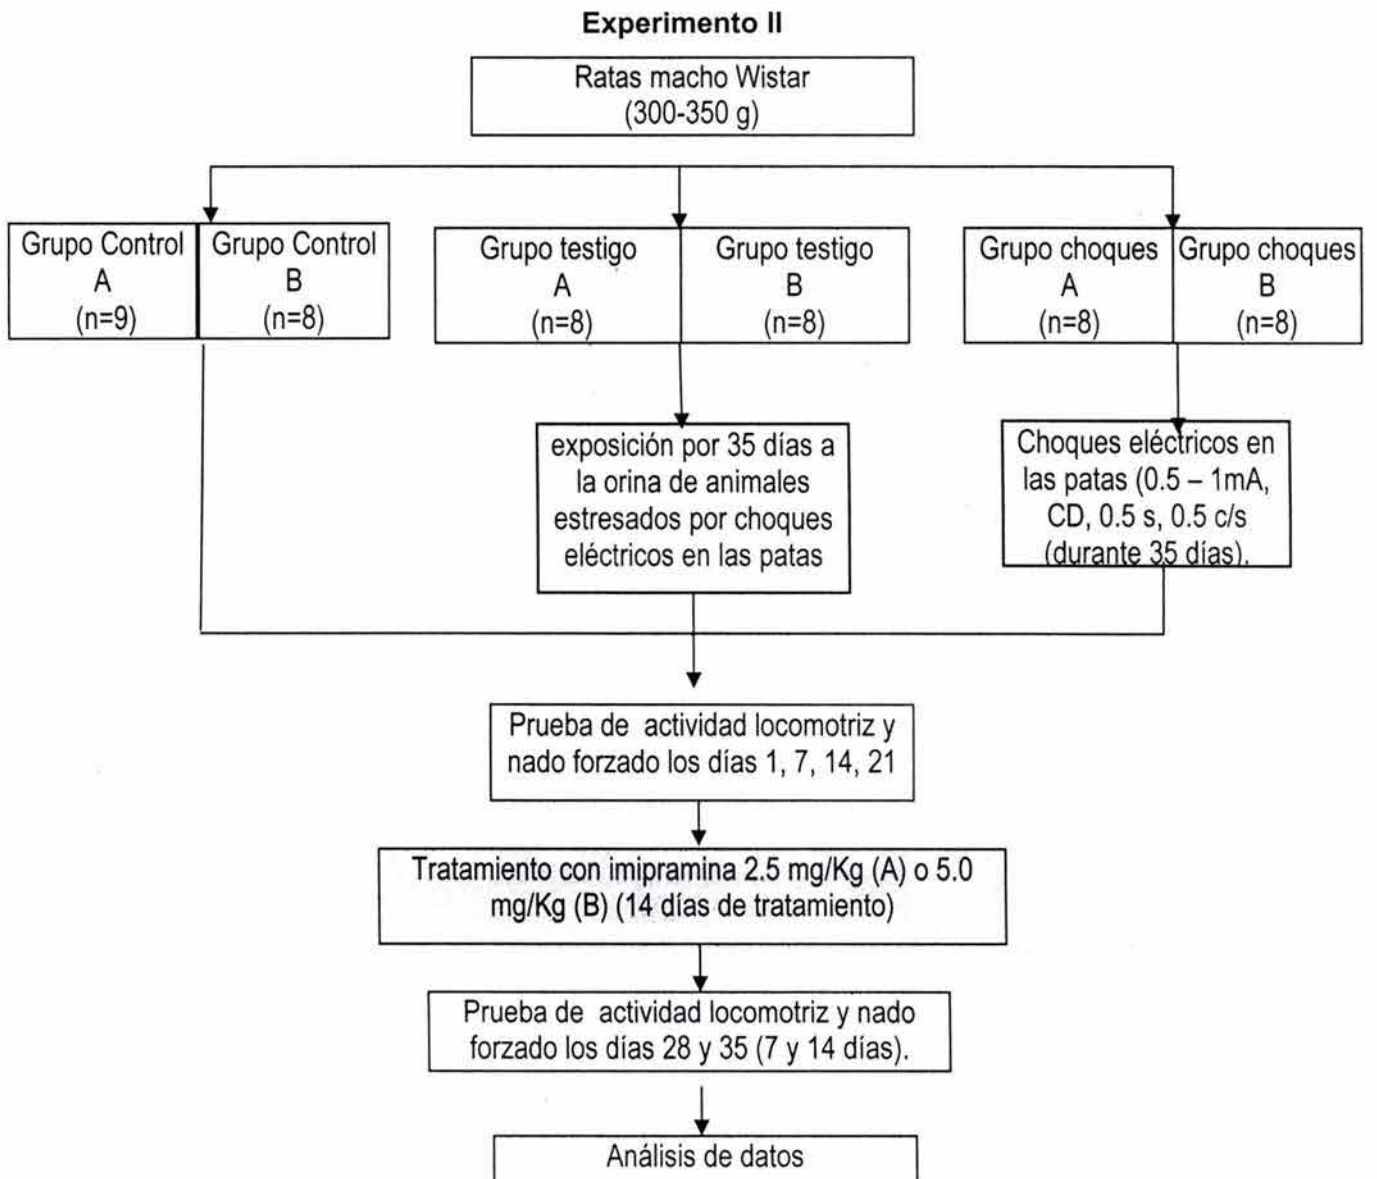 Experimento II
Ratas macho Wistar
(300-350 g)
Grupo Control
A
(n=9)
Grupo Control
B
(n=8)
Grupo testigo
A
(n=8)
Grupo testigo
B
(n=8)
Grupo choques
A
(n=8)
Grupo choques
B
(n=8)
exposición por 35 días a
la orina de animales
estresados por choques
eléctricos en las patas
Choques eléctricos en
las patas (0.5 – 1mA,
CD, 0.5 s, 0.5 c/s
(durante 35 días).
Prueba de actividad locomotriz y
nado forzado los días 1, 7, 14, 21
Tratamiento con imipramina 2.5 mg/Kg (A) o 5.0
mg/Kg (B) (14 días de tratamiento)
Prueba de actividad locomotriz y nado
forzado los días 28 y 35 (7 y 14 días).
Análisis de datos